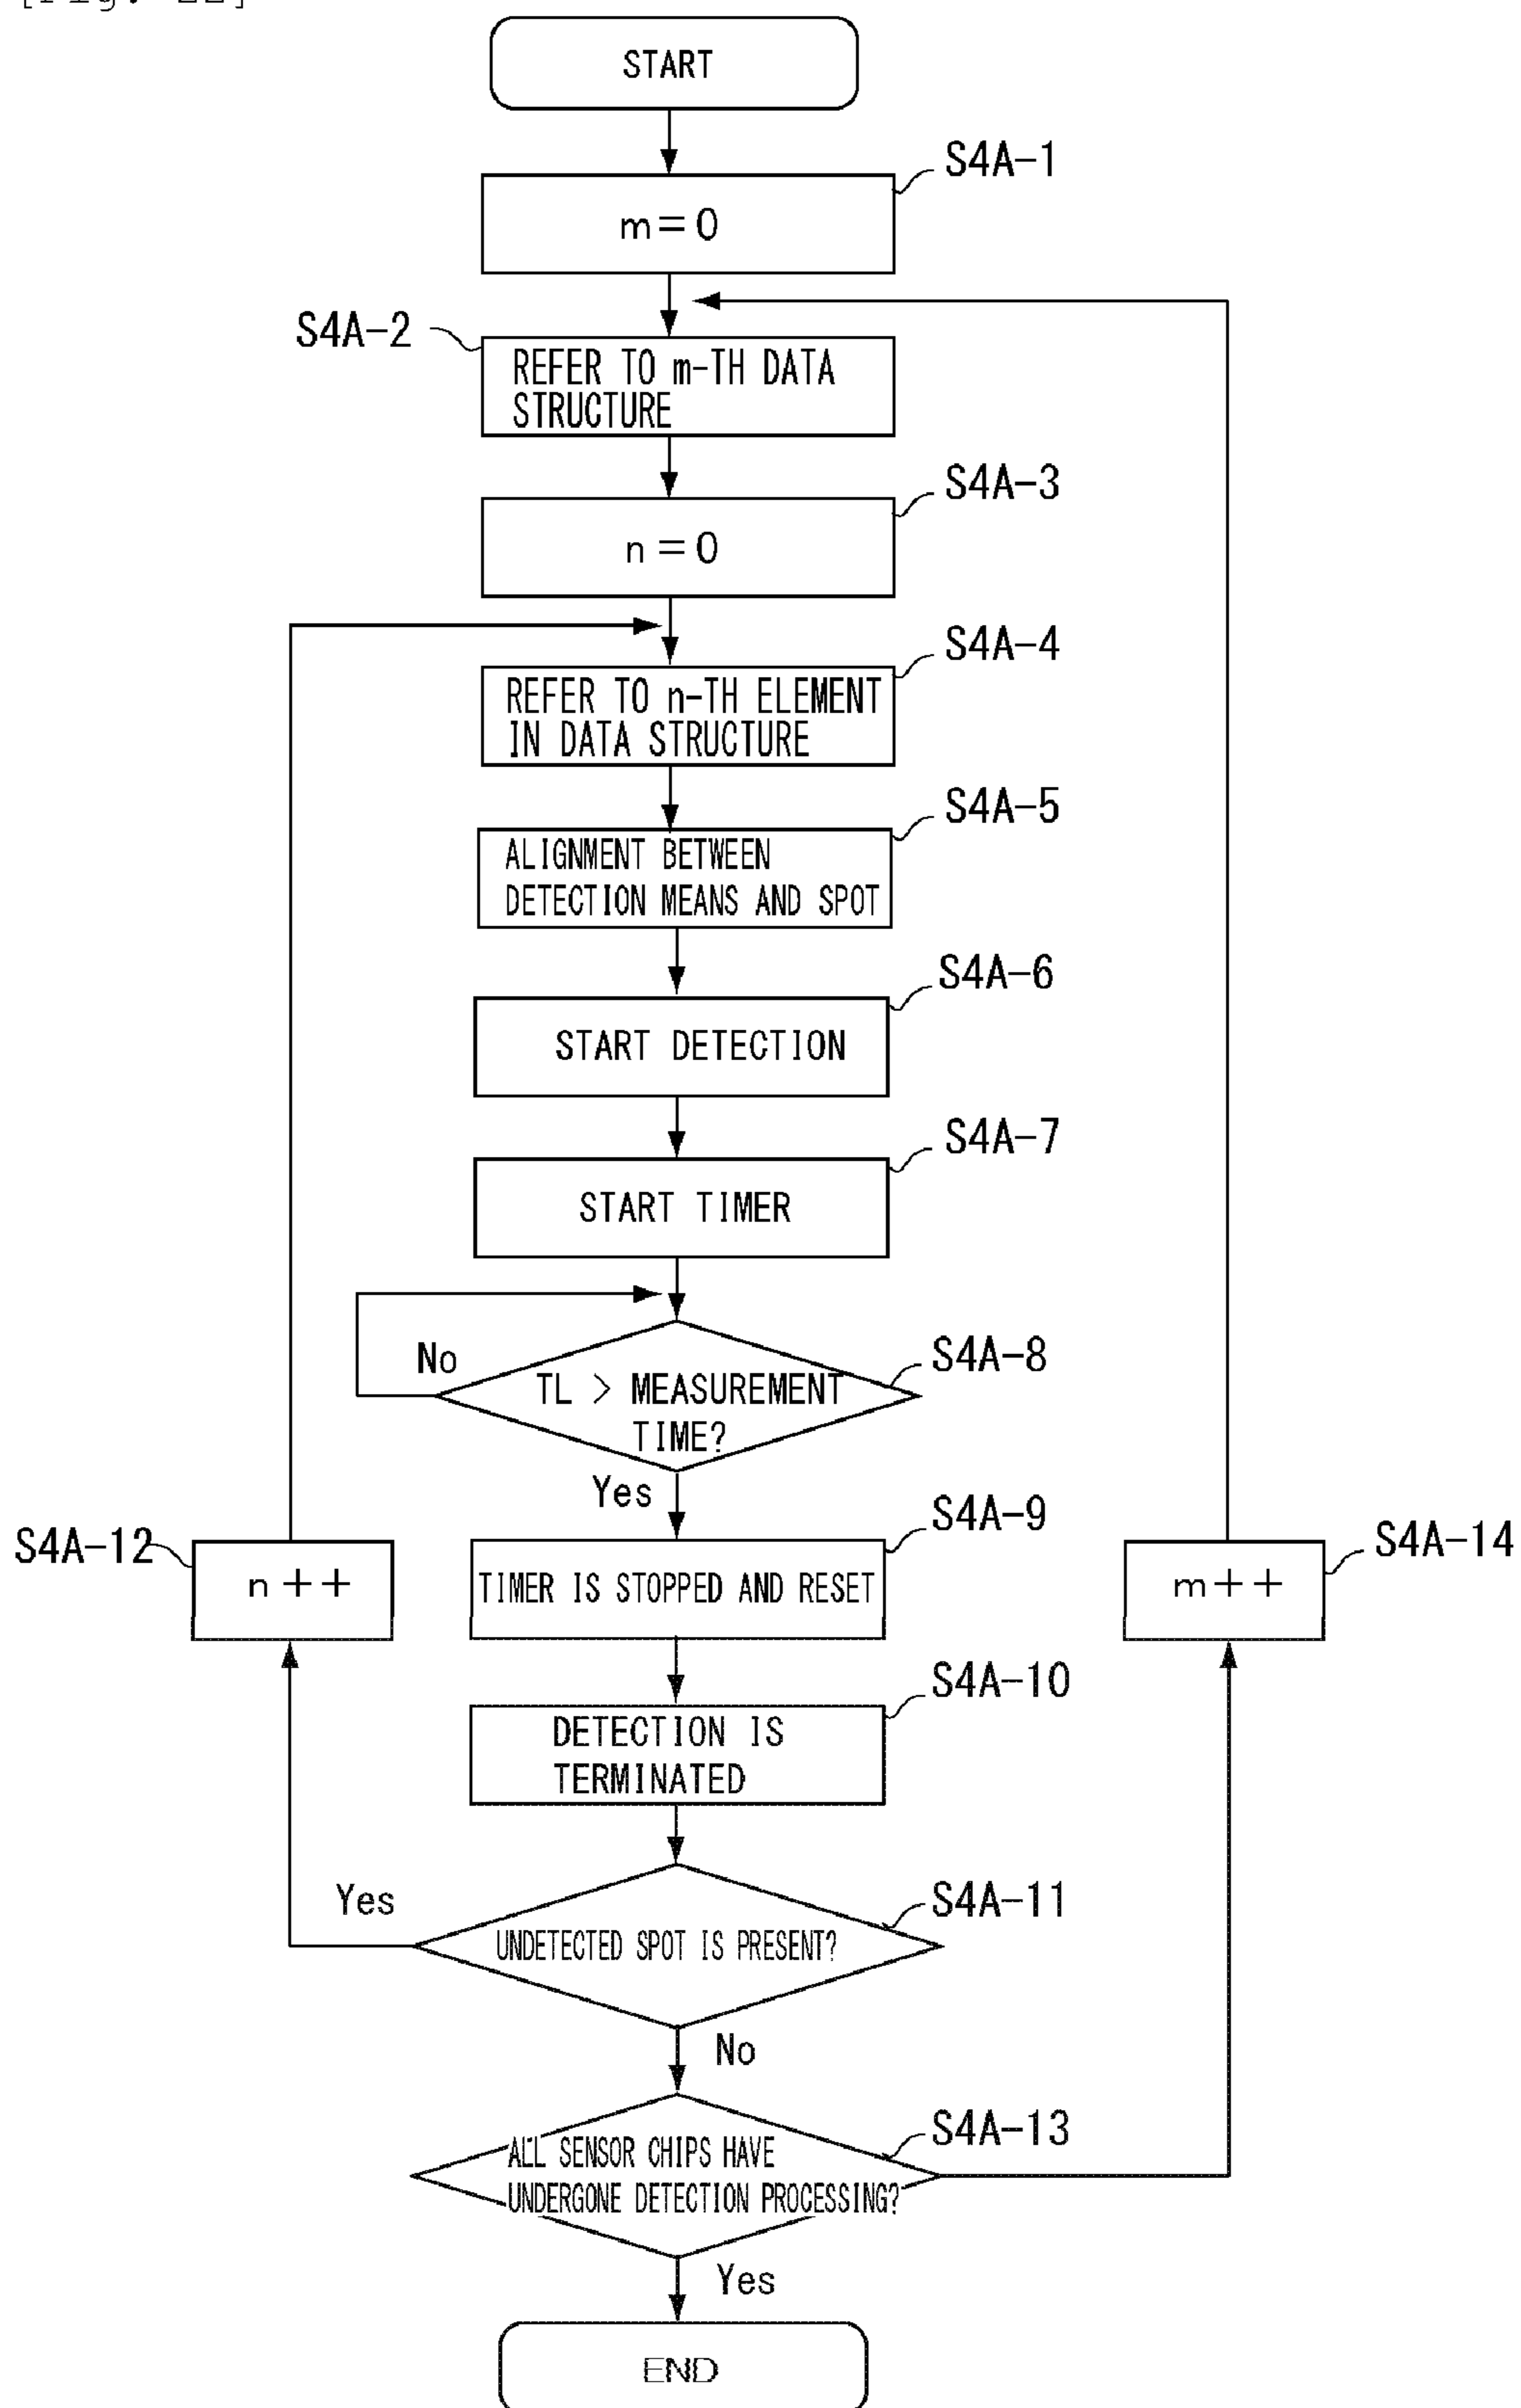 START
S4A-1
m=0
S4A-2
REFER TO m-TH DATA
STRUCTURE
S4A-3
n=0
S4A-4
REFER TO n-TH ELEMENT
IN DATA STRUCTURE
S4A-5
ALIGNMENT BETWEEN
DETECTION MEANS AND SPOT
S4A-6
START DETECTION
S4A-7
START TIMER
No
S4A-8
TL > MEASUREMENT
TIME?
Yes
S4A-9
TIMER IS STOPPED AND RESET
S4A-12
n++
S4A-14
m++
S4A-10
DETECTION IS
TERMINATED
Yes
S4A-11
UNDETECTED SPOT IS PRESENT?
No
S4A-13
ALL SENSOR CHIPS HAVE
UNDERGONE DETECTION PROCESSING?
Yes
END